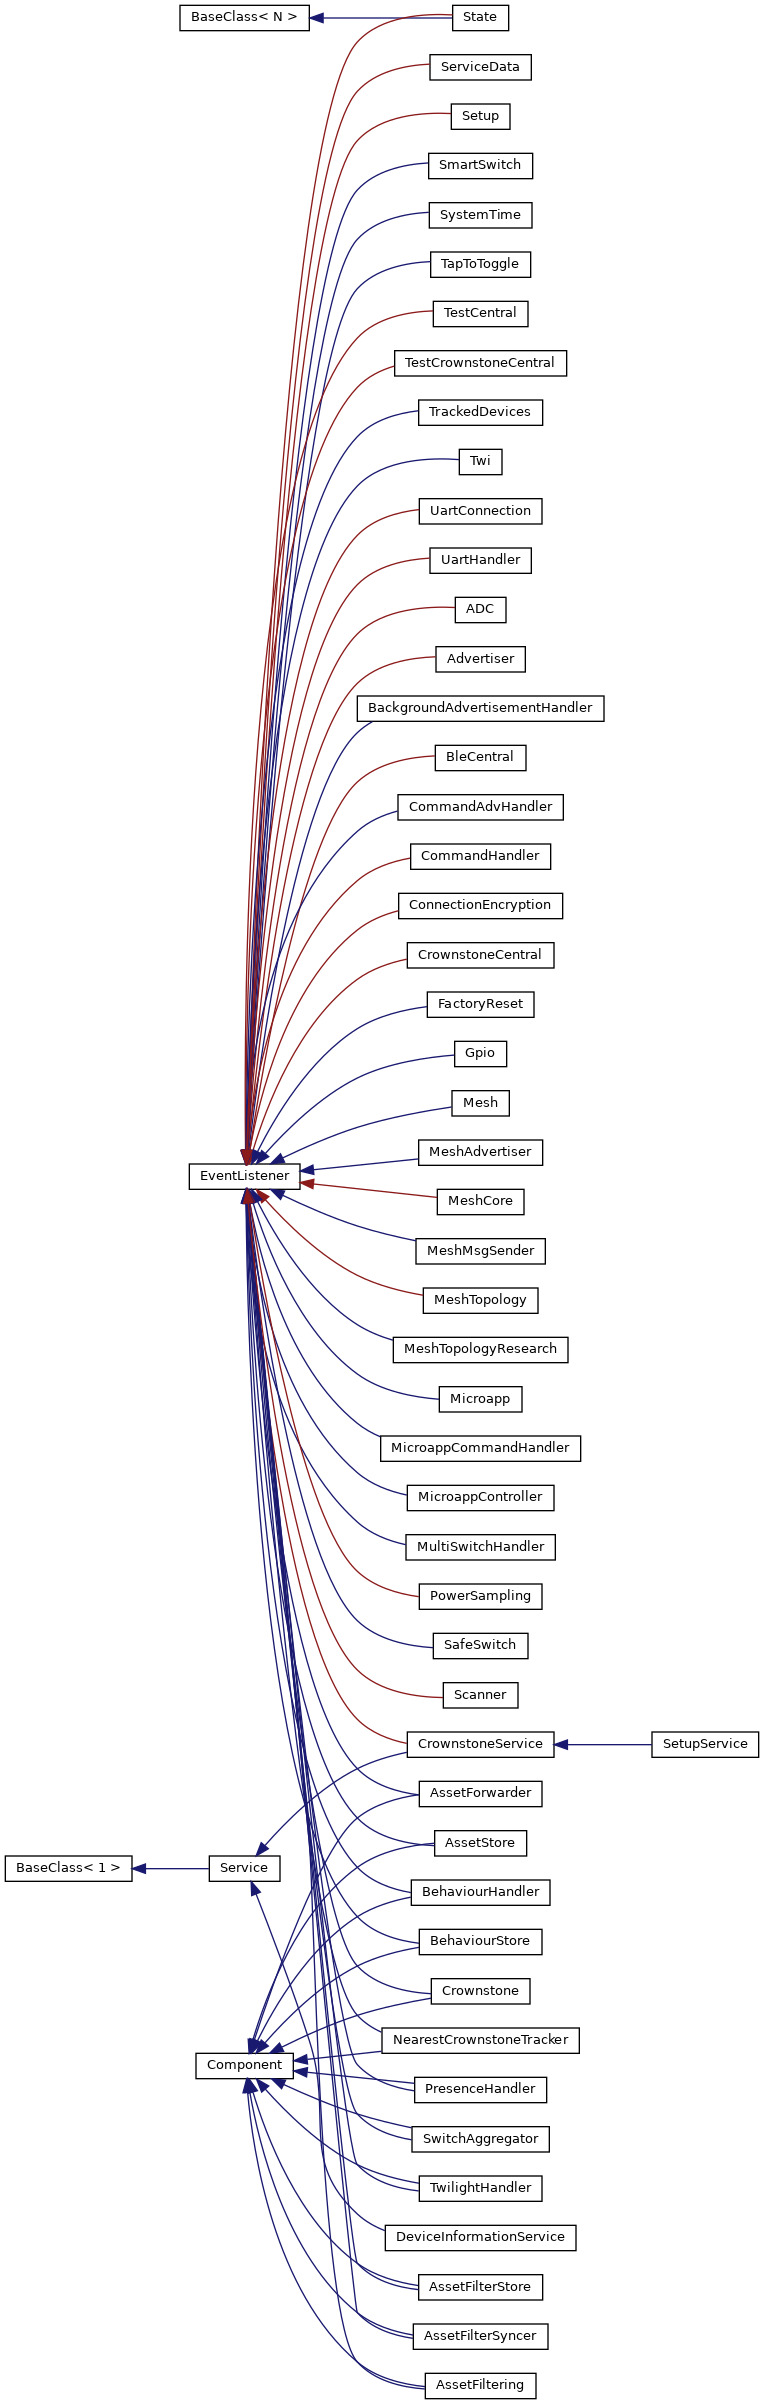 BaseClass< N >
State
ServiceData
Setup
SmartSwitch
SystemTime
TapToToggle
TestCentral
TestCrownstoneCentral
TrackedDevices
Twi
UartConnection
UartHandler
ADC
Advertiser
BackgroundAdvertisementHandler
BleCentral
CommandAdvHandler
CommandHandler
ConnectionEncryption
CrownstoneCentral
FactoryReset
Gpio
Mesh
MeshAdvertiser
EventListener
MeshCore
MeshMsgSender
MeshTopology
MeshTopologyResearch
Microapp
MicroappCommandHandler
MicroappController
MultiSwitchHandler
PowerSampling
SafeSwitch
Scanner
CrownstoneService
SetupService
AssetForwarder
AssetStore
BaseClass< 1 >
Service
BehaviourHandler
BehaviourStore
Crownstone
NearestCrownstoneTracker
Component
PresenceHandler
SwitchAggregator
TwilightHandler
DeviceInformationService
AssetFilterStore
AssetFilterSyncer
AssetFiltering